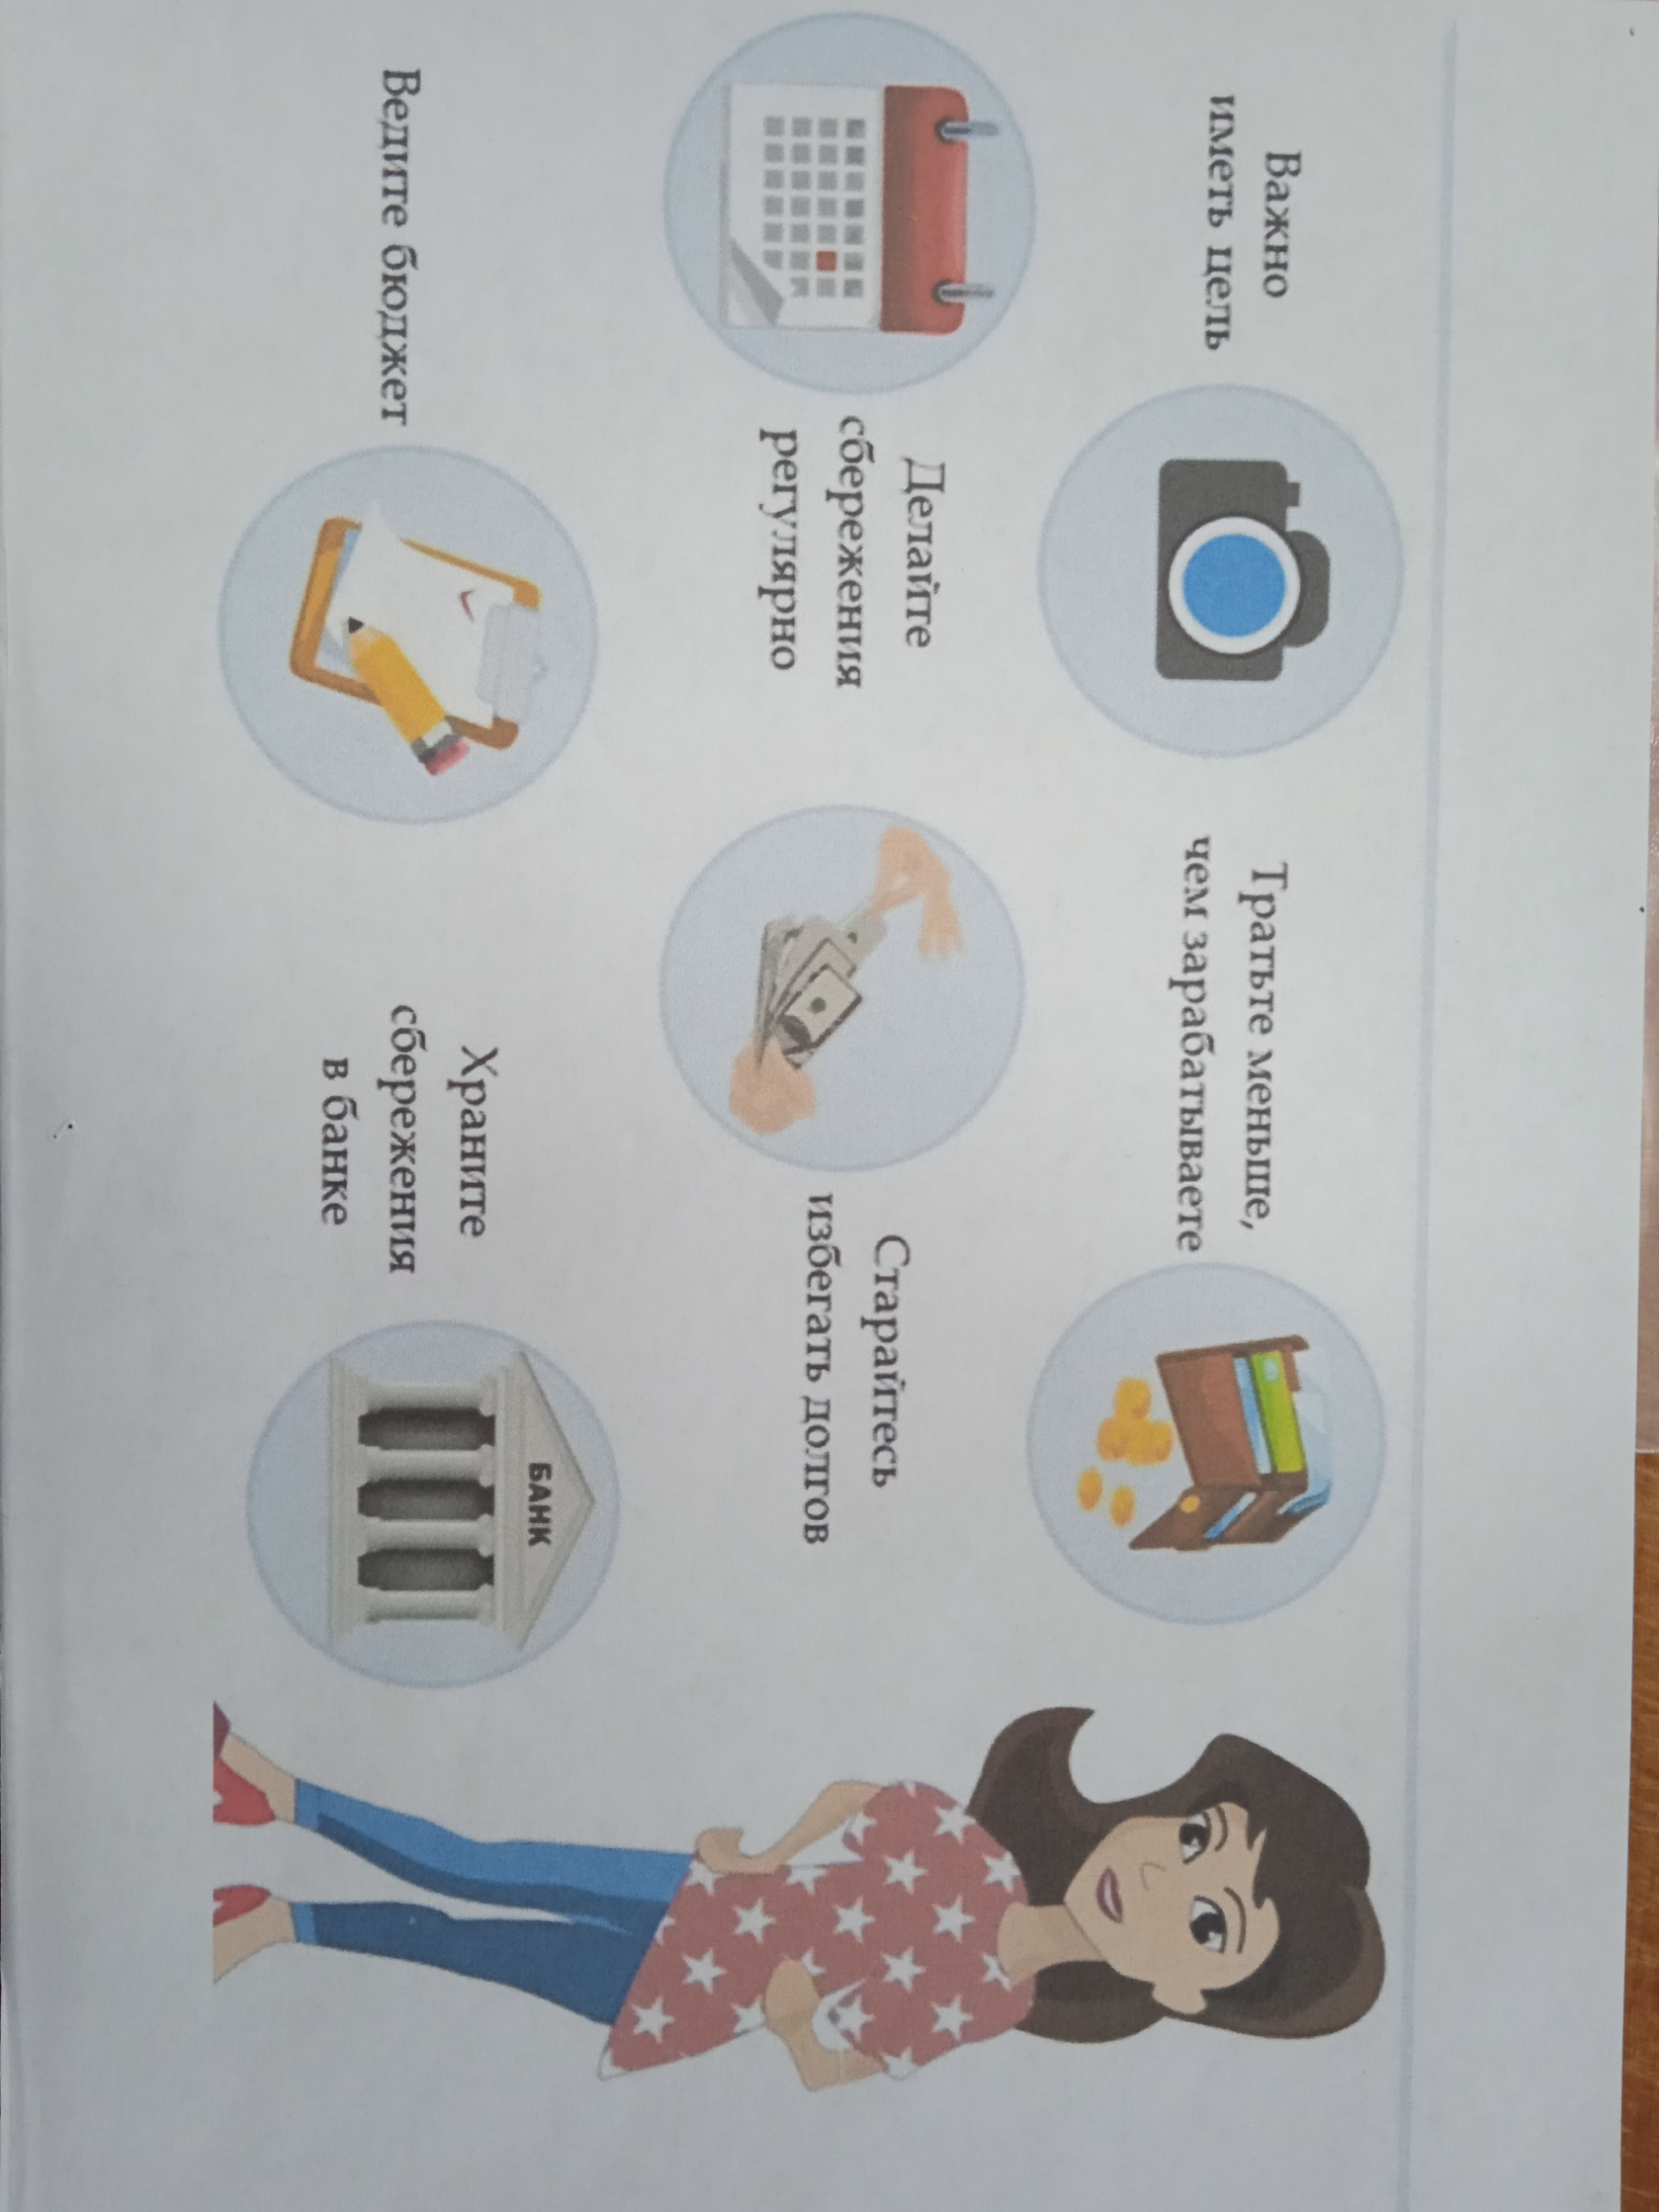 Важно
иметь цель
Тратьте меньше,
чем зарабатываете
Делайте
сбережения
регулярно
Старайтесь
избегать долгов
Ведите бюджет
Храните
сбережения
в банке
БАНК